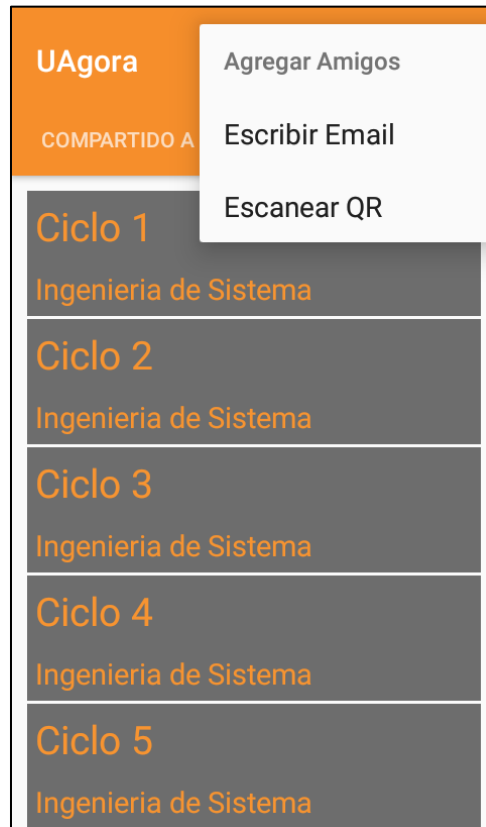 UAgora
Agregar Amigos
COMPARTIDO A
Escribir Email
Escanear QR
Ciclo 1
Ingenieria de Sistema
Ciclo 2
Ingenieria de Sistema
Ciclo 3
Ingenieria de Sistema
Ciclo 4
Ingenieria de Sistema
Ciclo 5
Ingenieria de Sistema